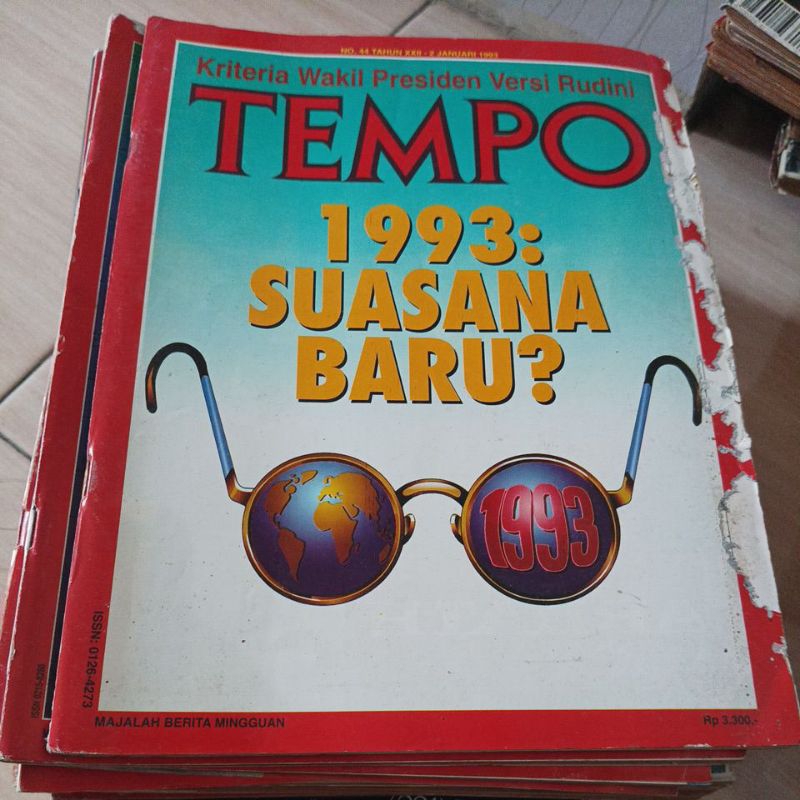 NO. 44 TAHUN XXII - 2 JANUARI 1993
Kriteria Wakil Presiden Versi Rudini
TEMPO
1993:
SUASANA
BARU?
1993
ISSN: 0126-4273
MAJALAH BERITA MINGGUAN
Rp 3.300,-